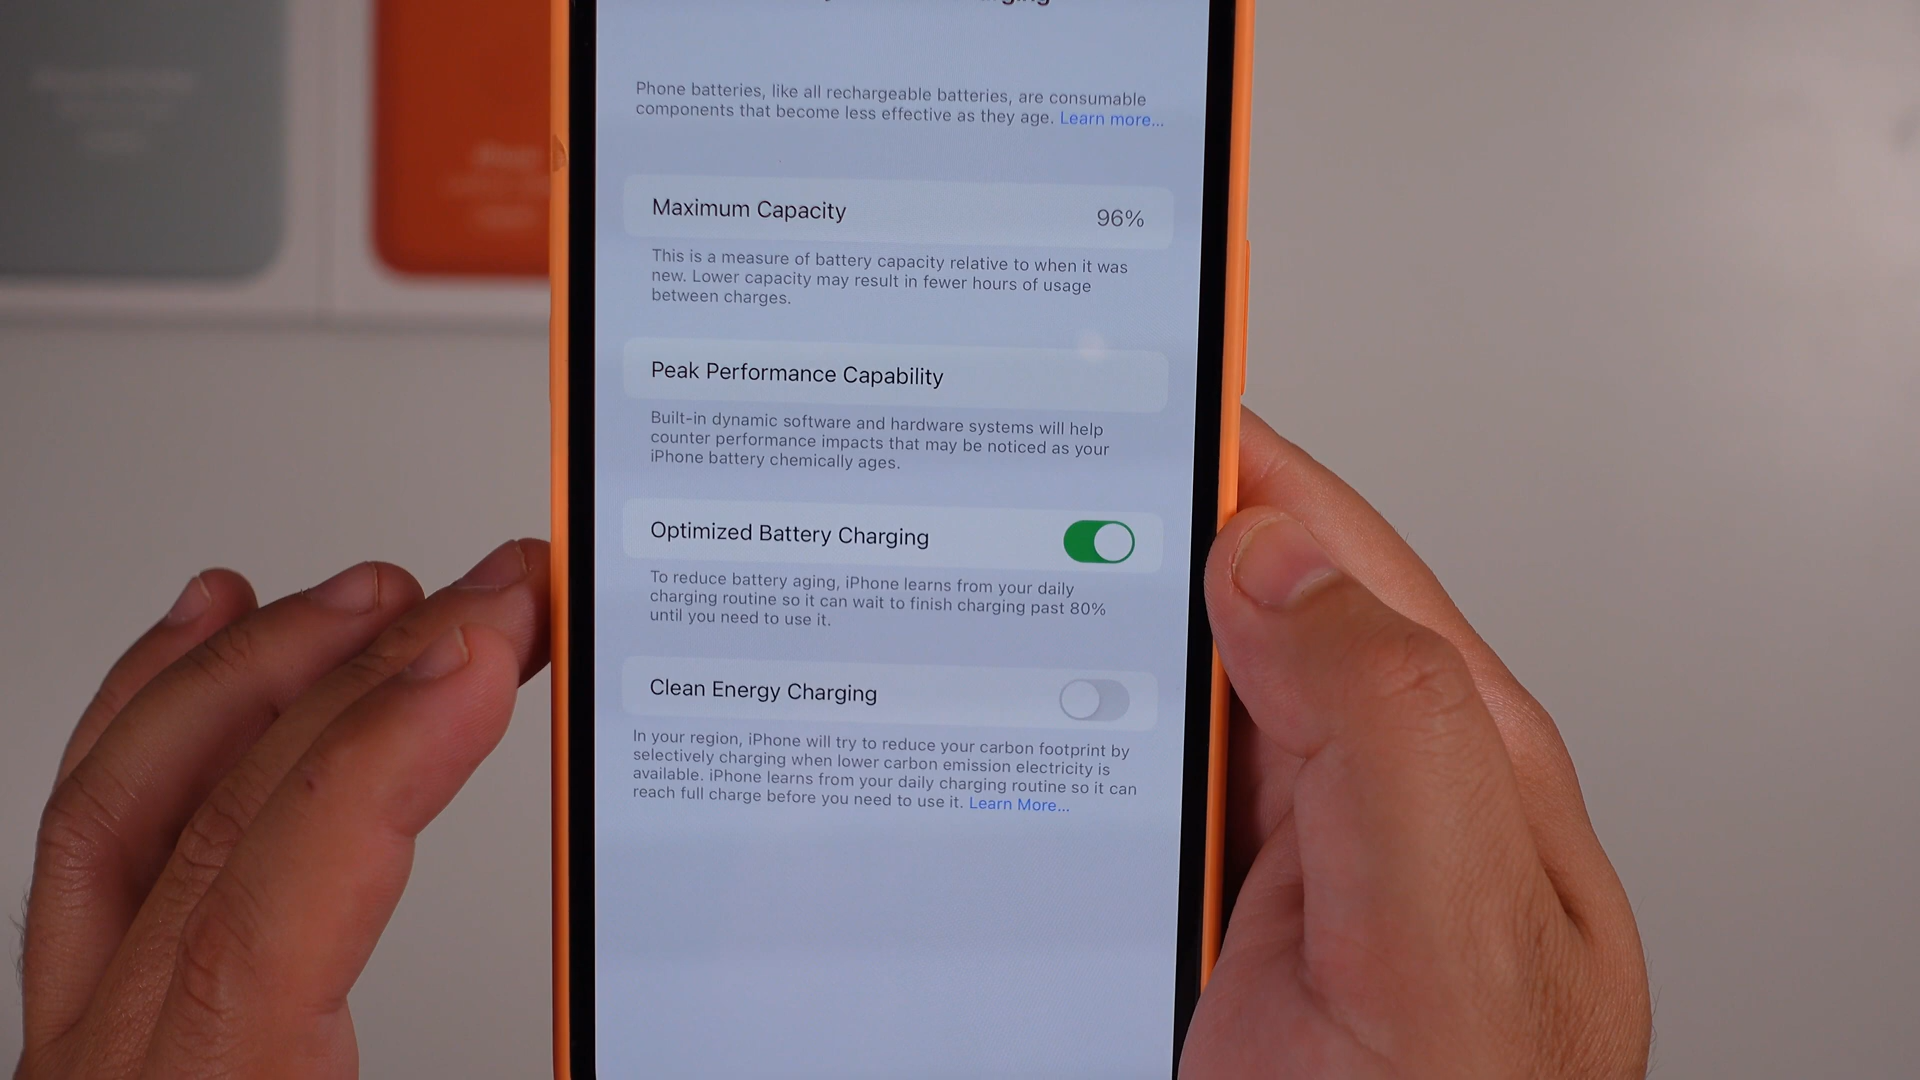 Phone batteries, like all rechargeable batteries, are consumable
components that become less effective as they age. Learn more...
Maximum Capacity 96%
This is a measure of battery capacity relative to when it was
new. Lower capacity may result in fewer hours of usage
between charges.
Peak Performance Capability
Built-in dynamic software and hardware systems will help
counter performance impacts that may be noticed as your
iPhone battery chemically ages.
Optimized Battery Charging
To reduce battery aging, iPhone learns from your daily
charging routine so it can wait to finish charging past 80%
until you need to use it.
Clean Energy Charging
In your region, iPhone will try to reduce your carbon footprint by
selectively charging when lower carbon emission electricity is
available. iPhone learns from your daily charging routine so it can
reach full charge before you need to use it. Learn More...